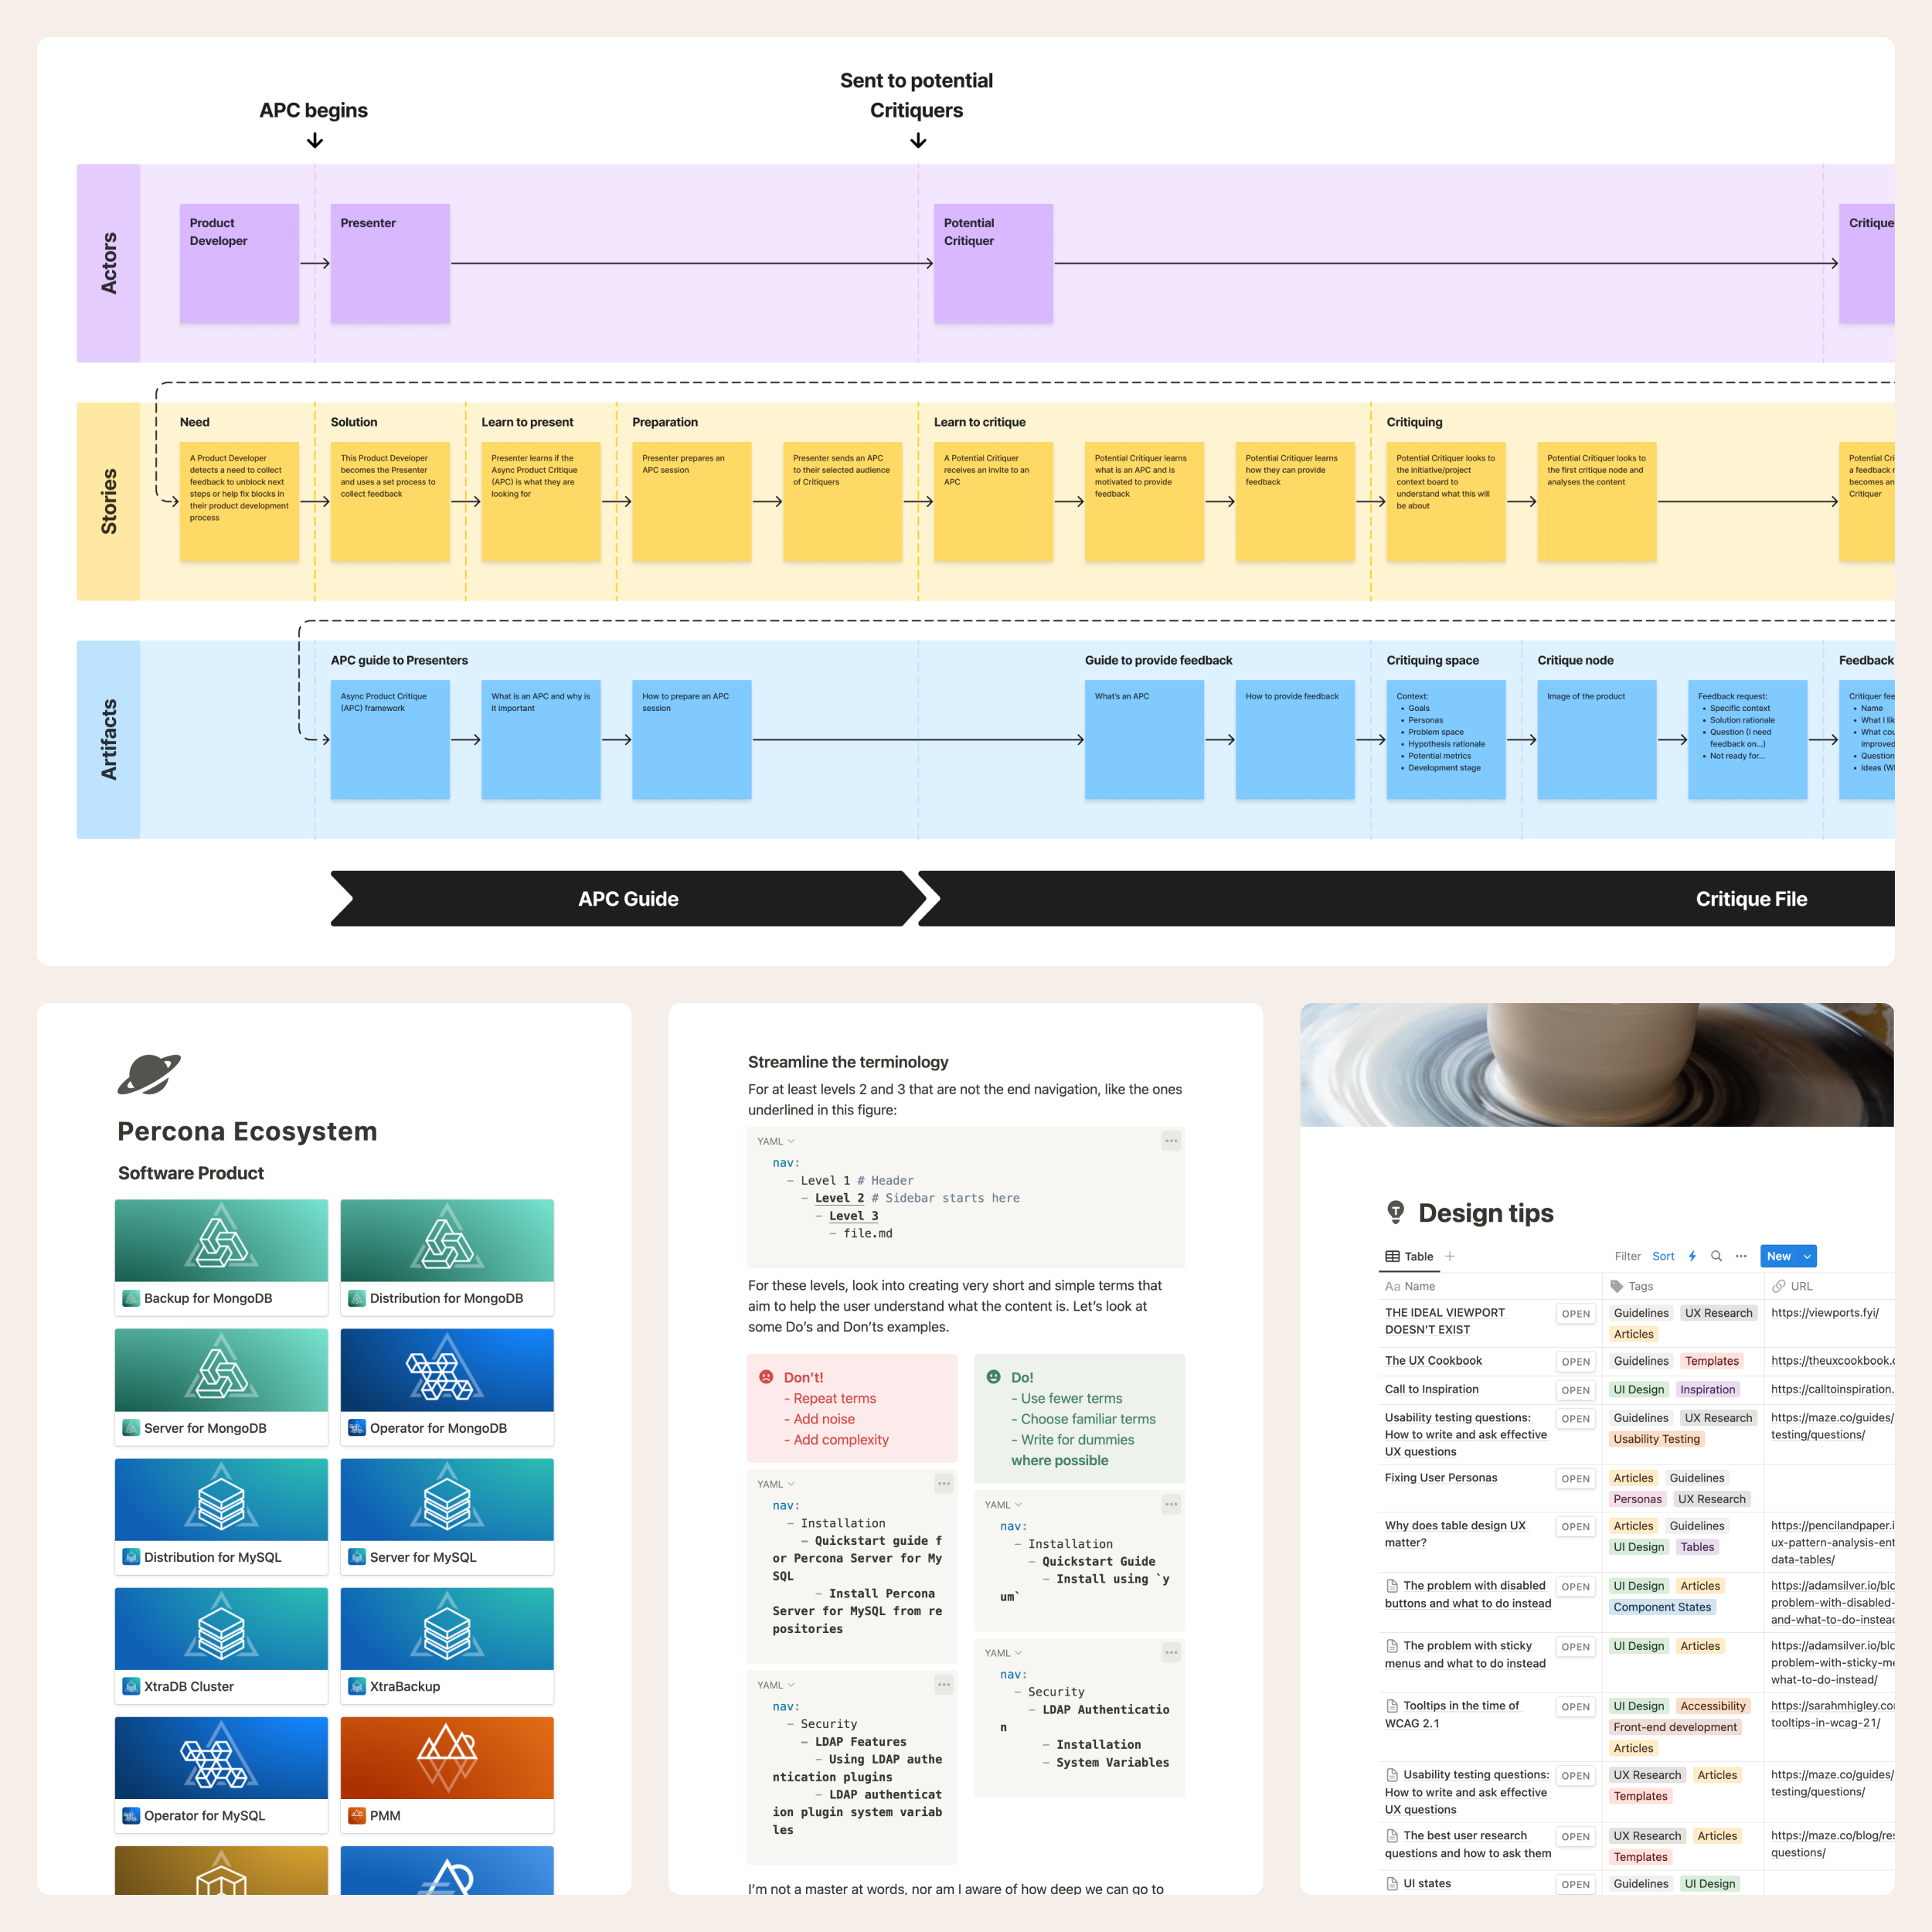 Sent to potential
Critiquers
APC begins
Actors
Product
Developer
Presenter
Potential
Critiquer
Critique
Stories
Need
Solution
Learn to present
Preparation
Learn to critique
Critiquing
A Product Developer
detects a need to collect
feedback to unblock next
steps or help fix blocks in
their product development
process
This Product Developer
becomes the Presenter
and uses a set process to
collect feedback
Presenter learns if the
Async Product Critique
(APC) is what they are
looking for
Presenter prepares an
APC session
Presenter sends an APC
to their selected audience
of Critiquers
A Potential Critiquer
receives an invite to an
APC
Potential Critiquer learns
what is an APC and is
motivated to provide
feedback
Potential Critiquer learns
how they can provide
feedback
Potential Critiquer looks to
the initiative/project
context board to
understand what this will
be about
Potential Critiquer looks to
the first critique node and
analyses the content
Potential Cri
a feedback
becomes an
Critiquer
Artifacts
APC guide to Presenters
Guide to provide feedback
Critiquing space
Critique node
Feedback
Async Product Critique
(APC) framework
What is an APC and why is
it important
How to prepare an APC
session
What's an APC
How to provide feedback
Context:
• Goals
• Personas
• Problem space
• Hypothesis rationale
• Potential metrics
• Development stage
Image of the product
Feedback request:
• Specific context
• Solution rationale
• Question (I need
feedback on...)
• Not ready for...
Critiquer fee
• Name
• What I lik
• What cou
improved
• Question
• Ideas (W
APC Guide
Critique File
Percona Ecosystem
Software Product
Backup for MongoDB
Distribution for MongoDB
Server for MongoDB
Operator for MongoDB
Distribution for MySQL
Server for MySQL
XtraDB Cluster
XtraBackup
Operator for MySQL
PMM
Streamline the terminology
For at least levels 2 and 3 that are not the end navigation, like the ones
underlined in this figure:
YAML
nav:
– Level 1 # Header
– Level 2 # Sidebar starts here
– Level 3
– file.md
For these levels, look into creating very short and simple terms that
aim to help the user understand what the content is. Let's look at
some Do's and Don'ts examples.
Don't!
- Repeat terms
- Add noise
- Add complexity
YAML
nav:
– Installation
– Quickstart guide f
or Percona Server for My
SQL
– Install Percona
Server for MySQL from re
positories
YAML
nav:
– Security
– LDAP Features
– Using LDAP authe
ntication plugins
– LDAP authenticat
ion plugin system variab
les
Do!
- Use fewer terms
- Choose familiar terms
- Write for dummies
where possible
YAML
nav:
– Installation
– Quickstart Guide
– Install using `y
um`
YAML
nav:
– Security
– LDAP Authenticatio
n
– Installation
– System Variables
I'm not a master at words, nor am I aware of how deep we can go to
Design tips
Table
Filter Sort New
Aa Name Tags URL
THE IDEAL VIEWPORT
DOESN'T EXIST
OPEN
Guidelines UX Research
Articles
https://viewports.fyi/
The UX Cookbook
OPEN
Guidelines Templates
https://theuxcookbook.c
Call to Inspiration
OPEN
UI Design Inspiration
https://calltoinspiration.
Usability testing questions:
How to write and ask effective
UX questions
OPEN
Guidelines UX Research
Usability Testing
https://maze.co/guides/
testing/questions/
Fixing User Personas
OPEN
Articles Guidelines
Personas UX Research
Why does table design UX
matter?
OPEN
Articles Guidelines
UI Design Tables
https://pencilandpaper.i
ux-pattern-analysis-ent
data-tables/
The problem with disabled
buttons and what to do instead
OPEN
UI Design Articles
Component States
https://adamsilver.io/blo
problem-with-disabled-
and-what-to-do-instead
The problem with sticky
menus and what to do instead
OPEN
UI Design Articles
https://adamsilver.io/blo
problem-with-sticky-me
what-to-do-instead/
Tooltips in the time of
WCAG 2.1
OPEN
UI Design Accessibility
Front-end development
Articles
https://sarahmhigley.co
tooltips-in-wcag-21/
Usability testing questions:
How to write and ask effective
UX questions
OPEN
UX Research Articles
Templates
https://maze.co/guides/
testing/questions/
The best user research
questions and how to ask them
OPEN
UX Research Articles
Templates
https://maze.co/blog/res
questions/
UI states
OPEN
Guidelines UI Design